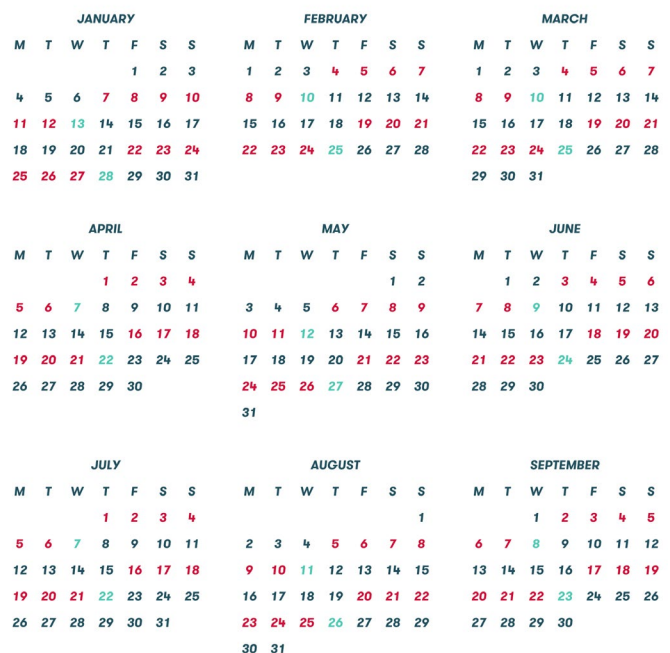 JANUARY FEBRUARY MARCH
M T W T F S S M T W T F S S M T W T F S S
1 2 3 1 2 3 4 5 6 7 1 2 3 4 5 6 7
4 5 6 7 8 9 10 8 9 10 11 12 13 14 8 9 10 11 12 13 14
11 12 13 14 15 16 17 15 16 17 18 19 20 21 15 16 17 18 19 20 21
18 19 20 21 22 23 24 22 23 24 25 26 27 28 22 23 24 25 26 27 28
25 26 27 28 29 30 31 29 30 31
APRIL MAY JUNE
M T W T F S S M T W T F S S M T W T F S S
1 2 3 4 1 2 1 2 3 4 5 6
5 6 7 8 9 10 11 3 4 5 6 7 8 9 7 8 9 10 11 12 13
12 13 14 15 16 17 18 10 11 12 13 14 15 16 14 15 16 17 18 19 20
19 20 21 22 23 24 25 17 18 19 20 21 22 23 21 22 23 24 25 26 27
26 27 28 29 30 24 25 26 27 28 29 30 28 29 30
31
JULY AUGUST SEPTEMBER
M T W T F S S M T W T F S S M T W T F S S
1 2 3 4 1 1 2 3 4 5
5 6 7 8 9 10 11 2 3 4 5 6 7 8 6 7 8 9 10 11 12
12 13 14 15 16 17 18 9 10 11 12 13 14 15 13 14 15 16 17 18 19
19 20 21 22 23 24 25 16 17 18 19 20 21 22 20 21 22 23 24 25 26
26 27 28 29 30 31 23 24 25 26 27 28 29 27 28 29 30
30 31